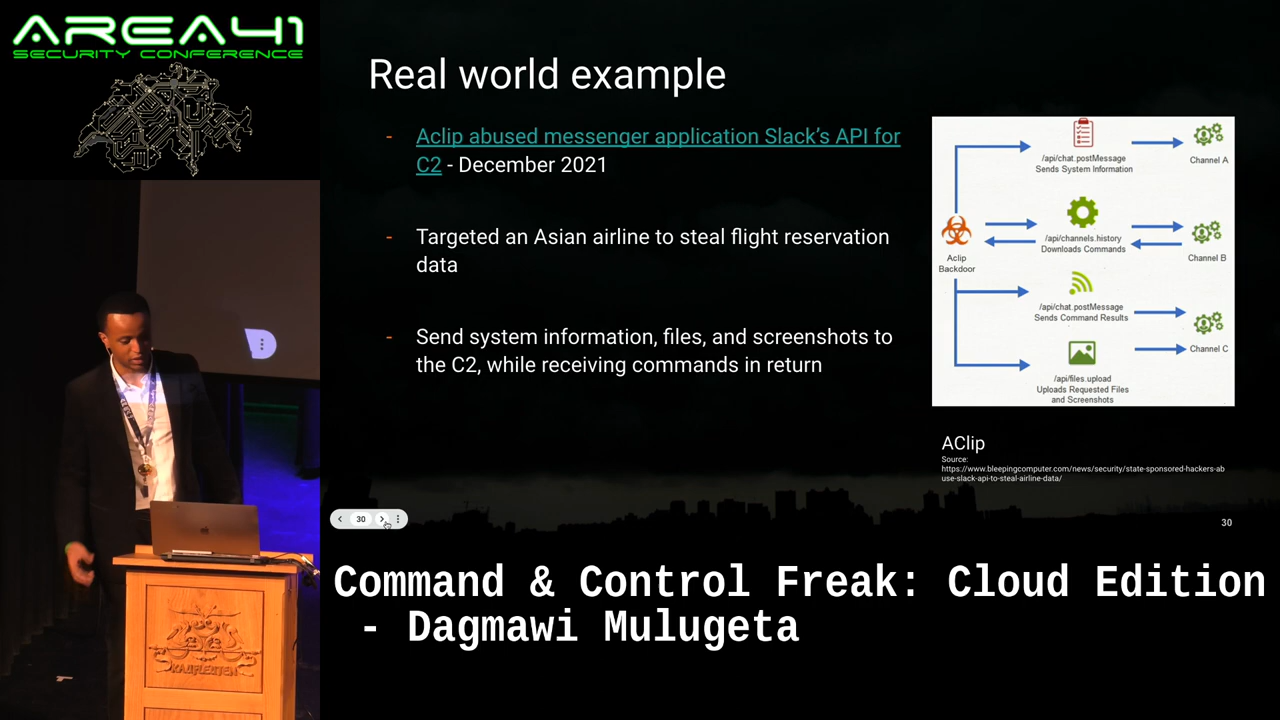 AREA41
SECURITY CONFERENCE
Real world example
- Aclip abused messenger application Slack's API for
C2 - December 2021
- Targeted an Asian airline to steal flight reservation
data
- Send system information, files, and screenshots to
the C2, while receiving commands in return
/api/chat.postMessage
Sends System Information
Channel A
Aclip
Backdoor
/api/channels.history
Downloads Commands
Channel B
/api/chat.postMessage
Sends Command Results
Channel C
/api/files.upload
Uploads Requested Files
and Screenshots
AClip
Source:
https://www.bleepingcomputer.com/news/security/state-sponsored-hackers-ab
use-slack-api-to-steal-airline-data/
30
30
KAUFLEUTEN
Command & Control Freak: Cloud Edition
- Dagmawi Mulugeta